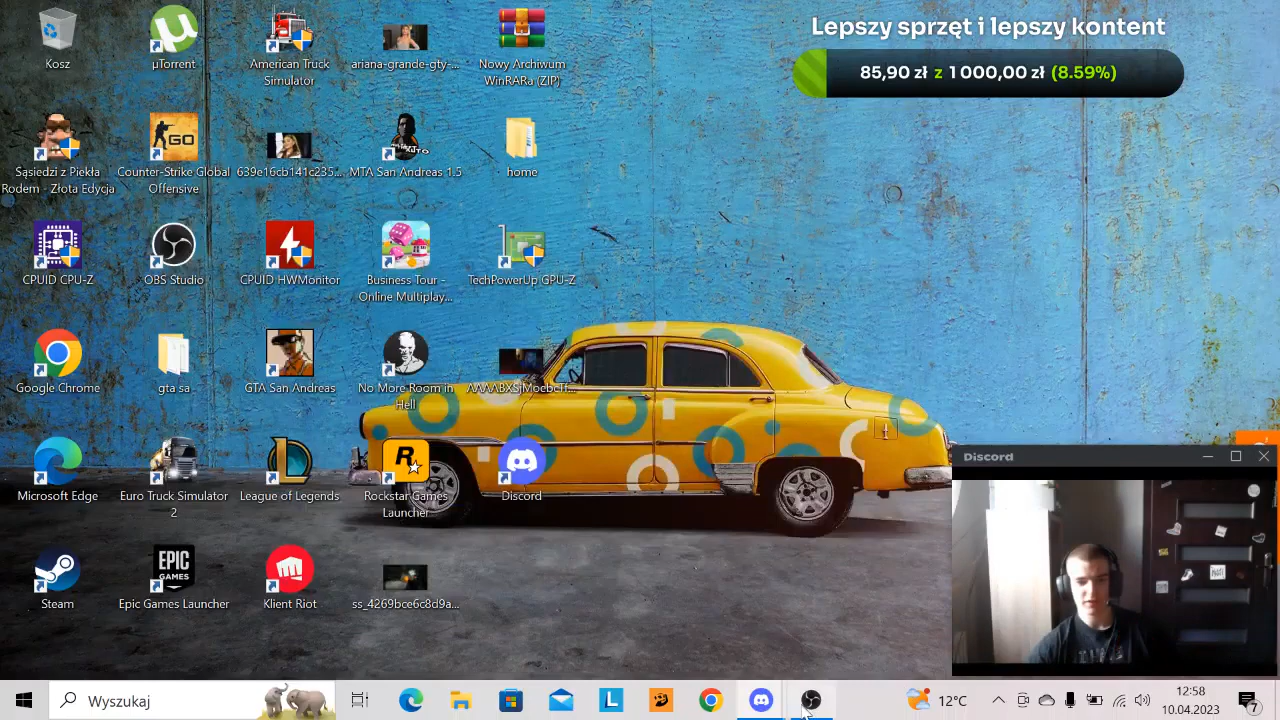 Lepszy sprzęt i lepszy kontent
85,90 zł z 1 000,00 zł (8.59%)
Kosz
µTorrent
American Truck
Simulator
ariana-grande-gty-...
Nowy Archiwum
WinRARa (ZIP)
Sąsiedzi z Piekła
Rodem - Złota Edycja
GO
Counter-Strike Global
Offensive
639e16cb141c235...
MTA San Andreas 1.5
home
CPUID CPU-Z
OBS Studio
CPUID HWMonitor
Business Tour -
Online Multiplay...
TechPowerUp GPU-Z
Google Chrome
gta sa
GTA San Andreas
No More Room in
Hell
Microsoft Edge
Euro Truck Simulator
2
League of Legends
Rockstar Games
Launcher
Discord
Steam
EPIC
GAMES
Epic Games Launcher
Klient Riot
ss_4269bce6c8d9a...
Discord
Wyszukaj
12°C
12:58
10.04.2023
7